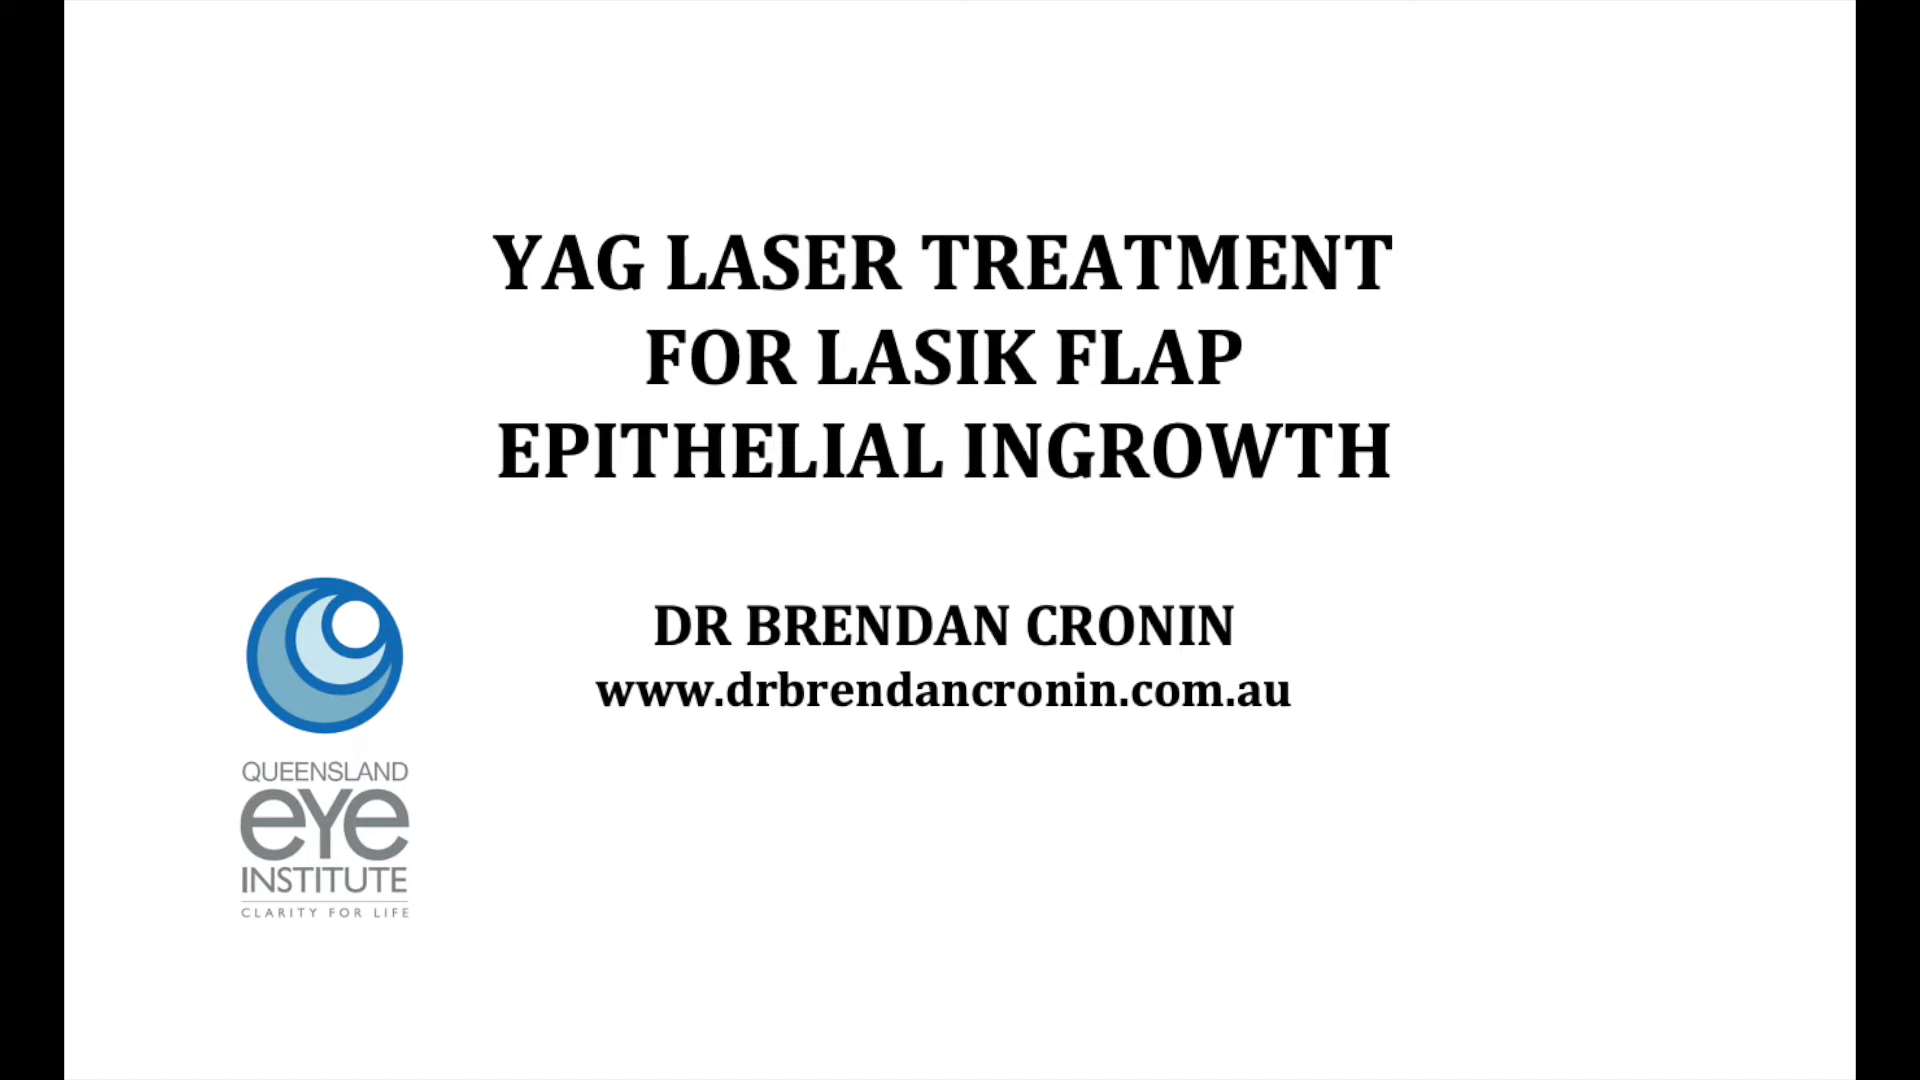 YAG LASER TREATMENT
FOR LASIK FLAP
EPITHELIAL INGROWTH
DR BRENDAN CRONIN
www.drbrendancronin.com.au
QUEENSLAND
eye
INSTITUTE
CLARITY FOR LIFE